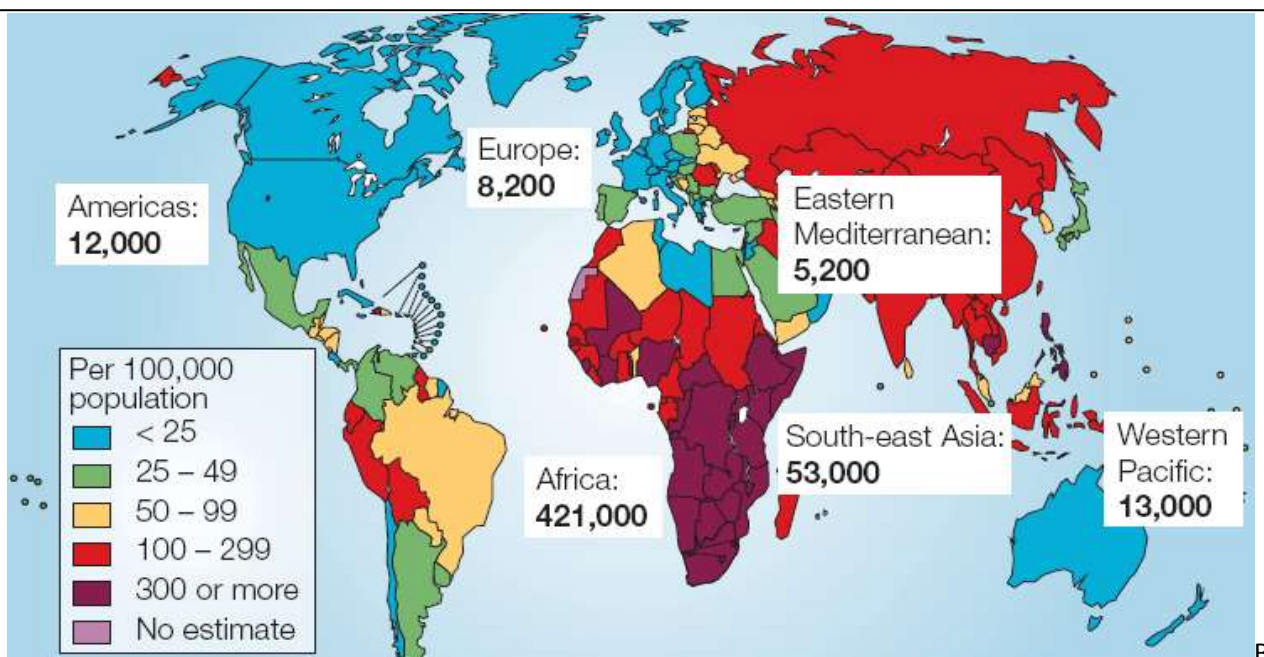 Europe:
8,200
Americas:
12,000
Eastern
Mediterranean:
5,200
Per 100,000
population
< 25
25 – 49
50 – 99
100 – 299
300 or more
No estimate
Africa:
421,000
South-east Asia:
53,000
Western
Pacific:
13,000